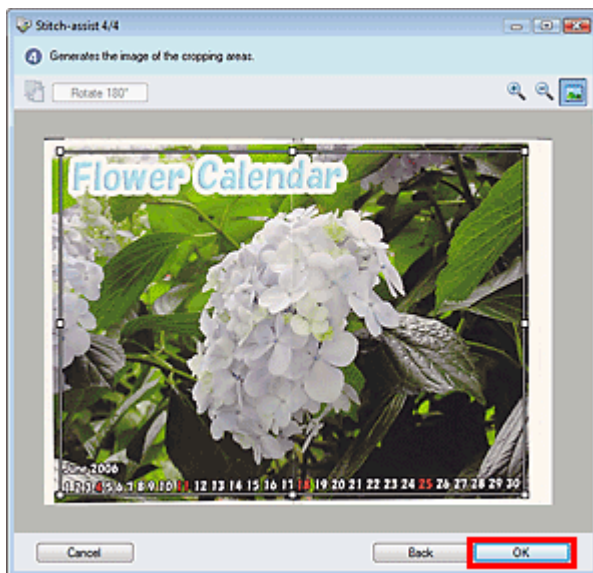 Stitch-assist 4/4
4 Generates the image of the cropping areas.
Rotate 180°
Flower Calendar
June 2006
1 2 3 4 5 6 7 8 9 10 11 12 13 14 15 16 17 18 19 20 21 22 23 24 25 26 27 28 29 30
Cancel Back OK